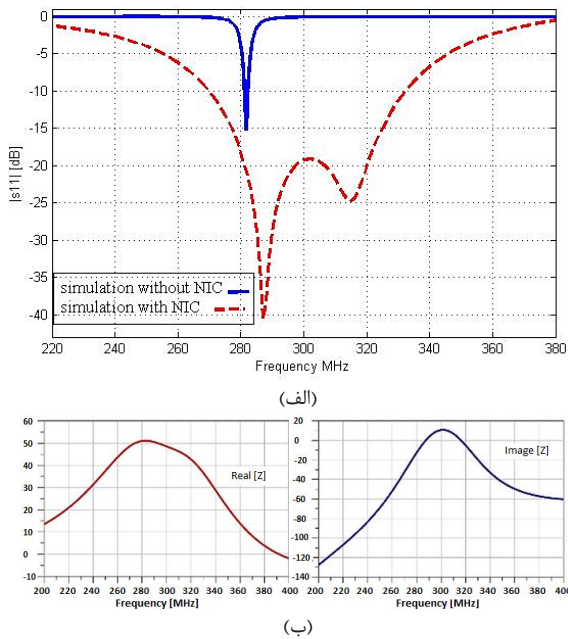 0
-5
-10
-15
-20
-25
-30
-35
-40
|s11| [dB]
simulation without NIC
simulation with NIC
220 240 260 280 300 320 340 360 380
Frequency MHz
(الف)
60
50
40
30
20
10
0
-10
Real [Z]
200 220 240 260 280 300 320 340 360 380 400
Frequency [MHz]
20
0
-20
-40
-60
-80
-100
-120
-140
Image [Z]
200 220 240 260 280 300 320 340 360 380 400
Frequency [MHz]
(ب)